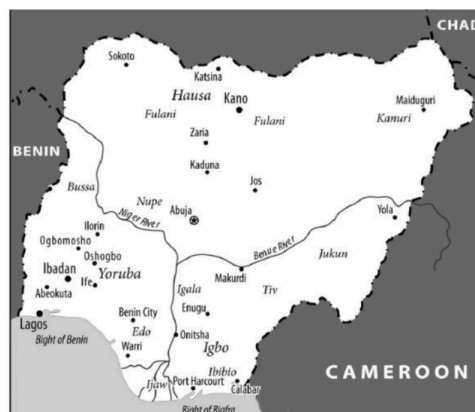 CHAD
Sokoto
Katsina
Hausa
Kano
Fulani
Fulani
Maiduguri
Kanuri
Zaria
BENIN
Kaduna
Jos
Bussa
Nupe
Abuja
Niger River
Yola
Ilorin
Benue River
Ogbomosho
Oshogbo
Jukun
Ibadan
Yoruba
Makurdi
Ife
Igala
Tiv
Abeokuta
Enugu
Benin City
Lagos
Edo
Onitsha
Bight of Benin
Warri
Igbo
CAMEROON
Ibibio
Ijaw
Port Harcourt
Calabar
Bight of Biafra